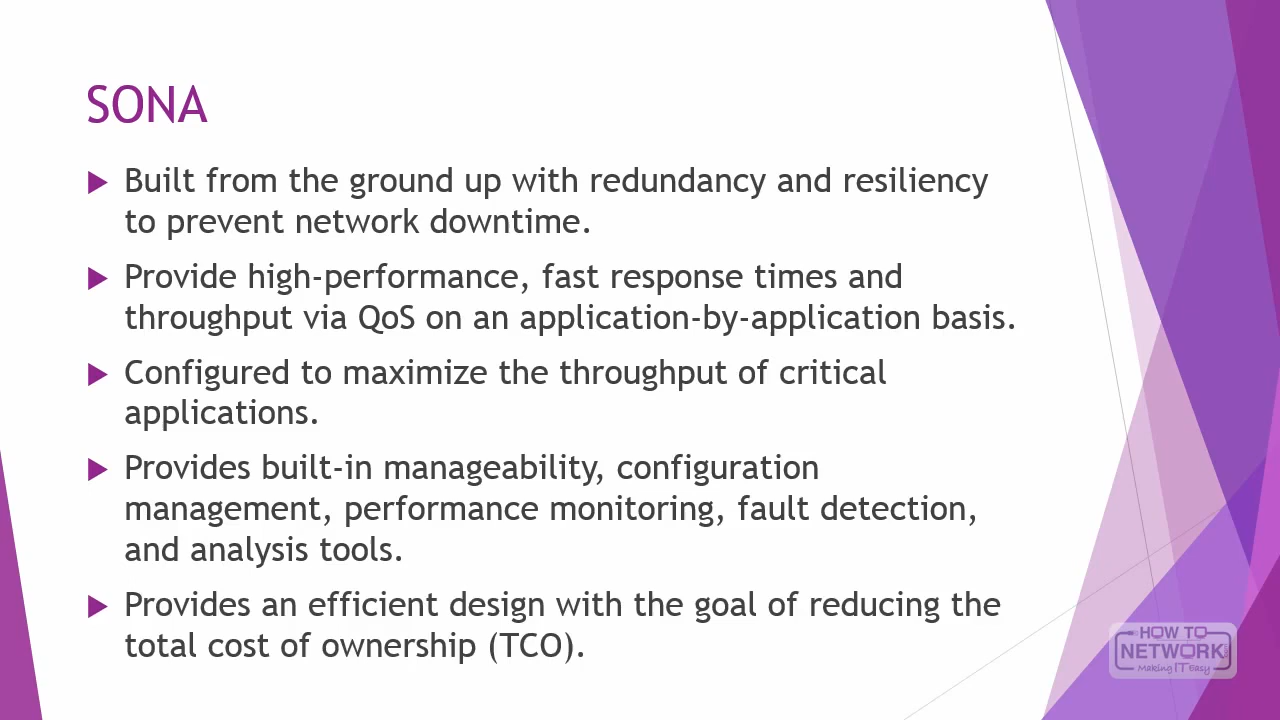 SONA
Built from the ground up with redundancy and resiliency
to prevent network downtime.
Provide high-performance, fast response times and
throughput via QoS on an application-by-application basis.
Configured to maximize the throughput of critical
applications.
Provides built-in manageability, configuration
management, performance monitoring, fault detection,
and analysis tools.
Provides an efficient design with the goal of reducing the
total cost of ownership (TCO).
HOW TO
NETWORK
Making IT Easy